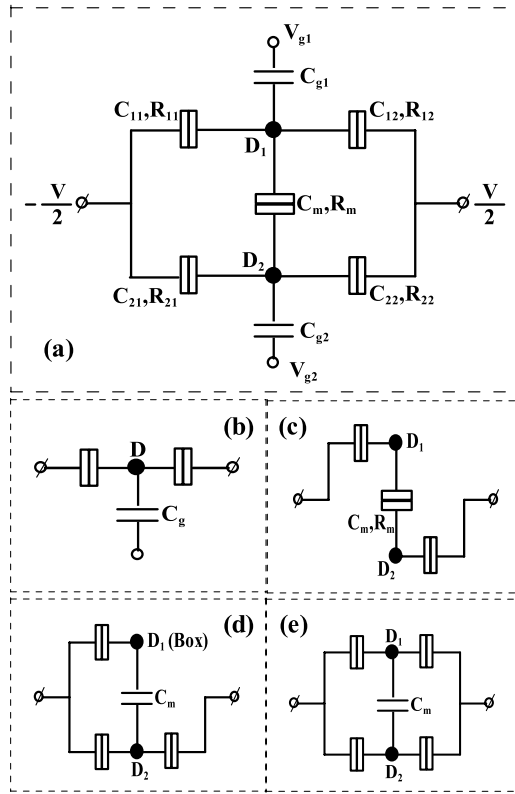 V_g1
C_g1
C_11,R_11
C_12,R_12
D_1
- V/2
V/2
C_m,R_m
D_2
C_21,R_21
C_22,R_22
C_g2
(a)
V_g2
(b)
(c)
D
D_1
C_g
C_m,R_m
D_2
(d)
(e)
D_1 (Box)
D_1
C_m
C_m
D_2
D_2